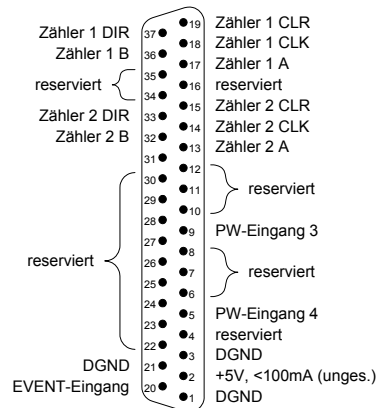 Zähler 1 DIR
Zähler 1 B
reserviert
Zähler 2 DIR
Zähler 2 B
reserviert
DGND
EVENT-Eingang
37
36
35
34
33
32
31
30
29
28
27
26
25
24
23
22
21
20
19
18
17
16
15
14
13
12
11
10
9
8
7
6
5
4
3
2
1
Zähler 1 CLR
Zähler 1 CLK
Zähler 1 A
reserviert
Zähler 2 CLR
Zähler 2 CLK
Zähler 2 A
reserviert
PW-Eingang 3
reserviert
PW-Eingang 4
reserviert
DGND
+5V, <100mA (unges.)
DGND